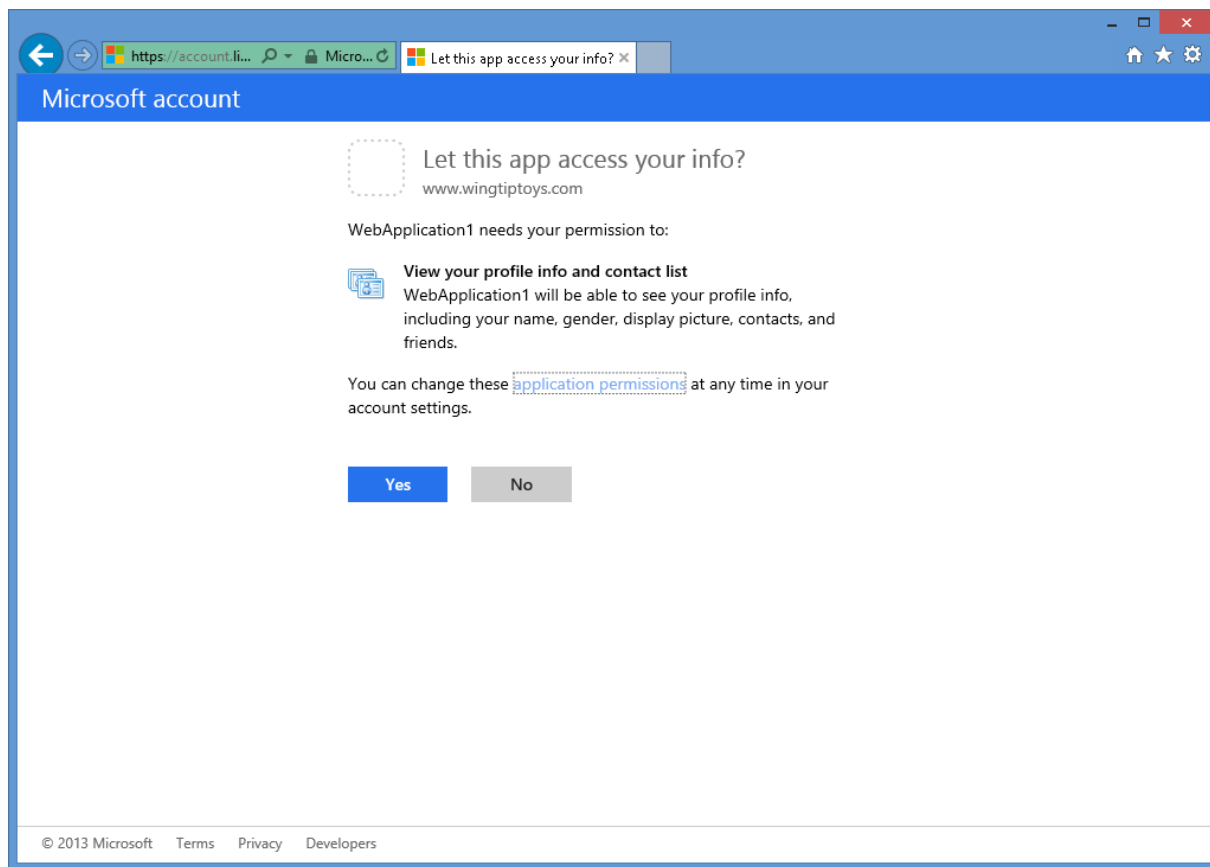 https://account.li... Micro... Let this app access your info?
Microsoft account
Let this app access your info?
www.wingtiptoys.com
WebApplication1 needs your permission to:
View your profile info and contact list
WebApplication1 will be able to see your profile info,
including your name, gender, display picture, contacts, and
friends.
You can change these application permissions at any time in your
account settings.
Yes No
© 2013 Microsoft Terms Privacy Developers